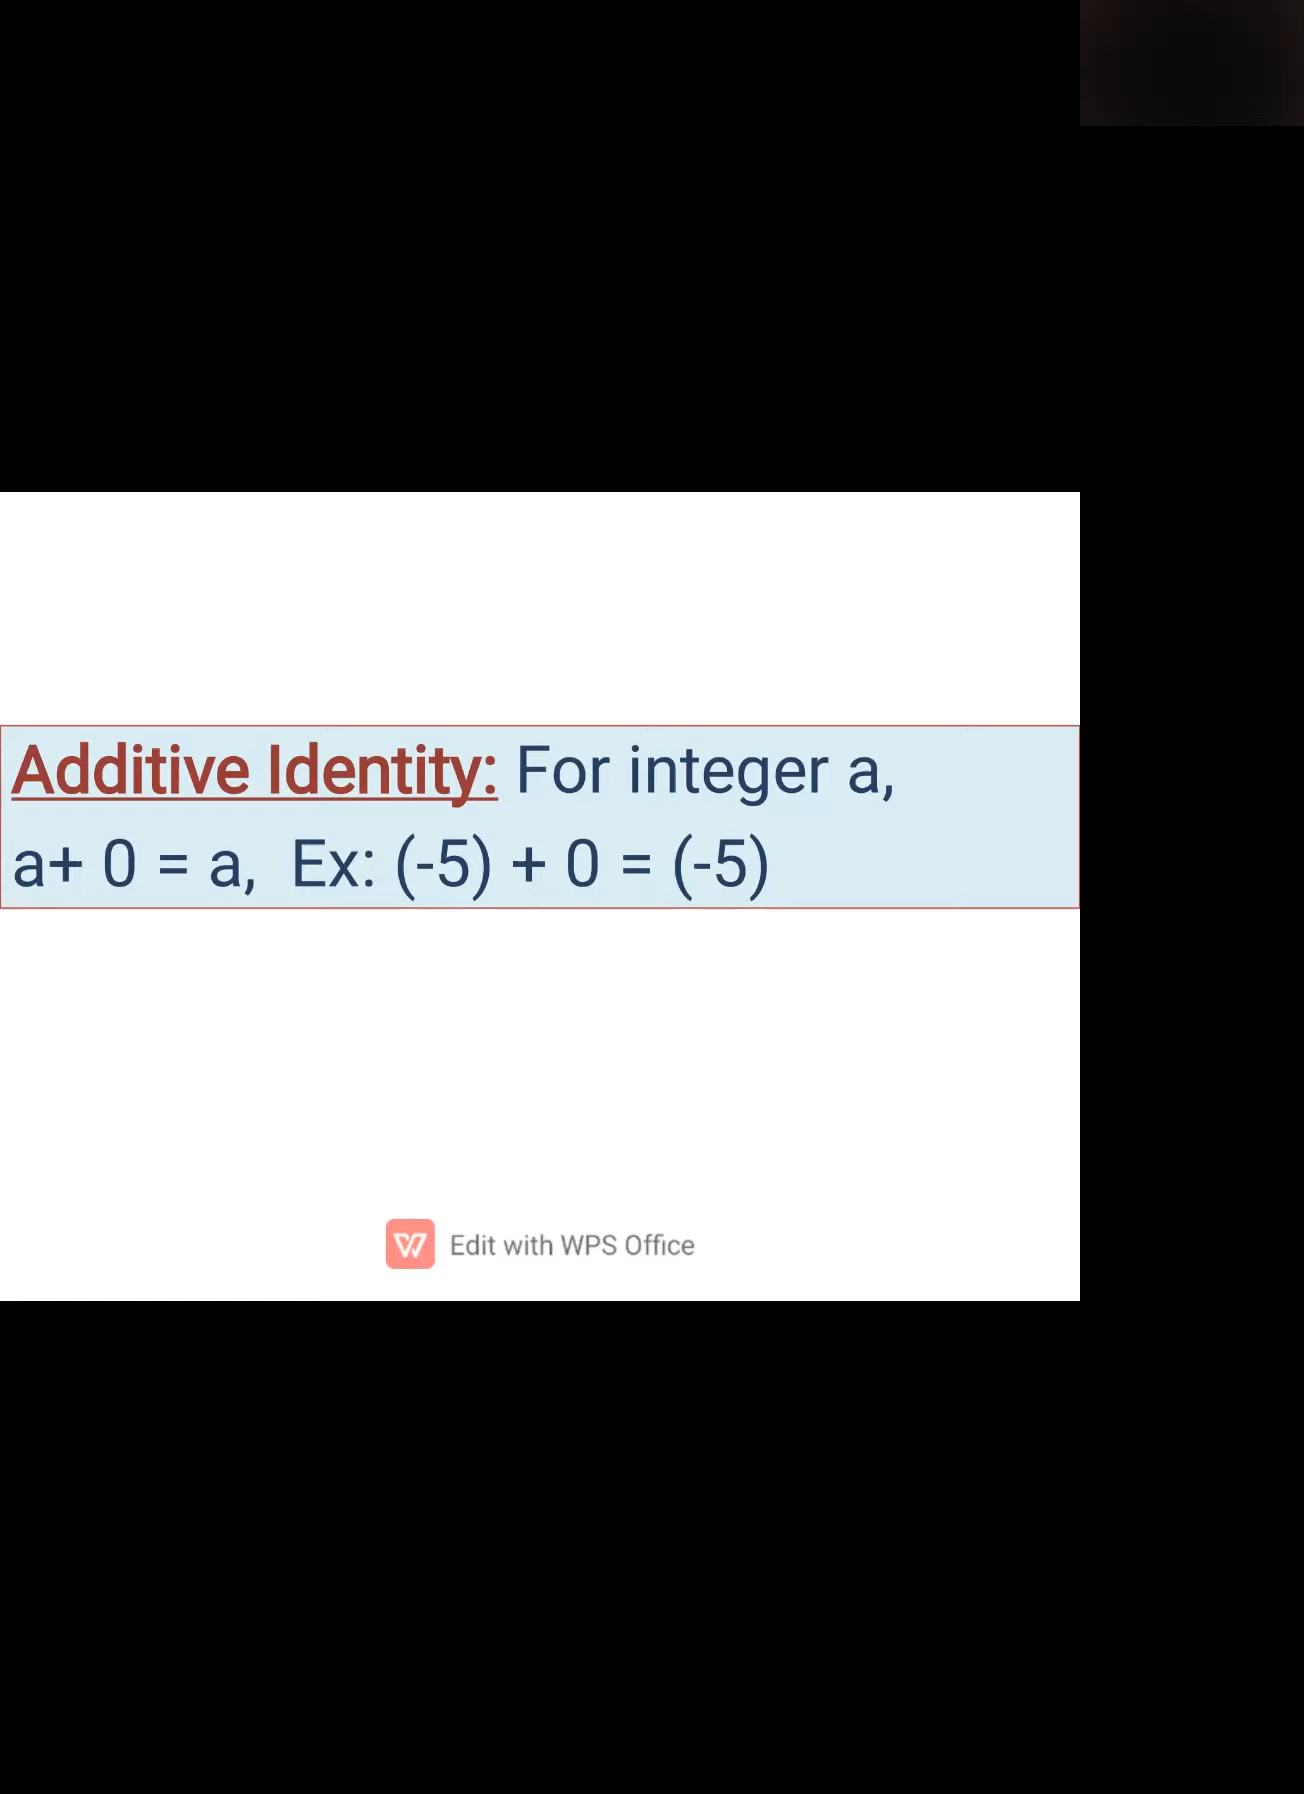 Additive Identity: For integer a,
a+ 0 = a, Ex: (-5) + 0 = (-5)
Edit with WPS Office